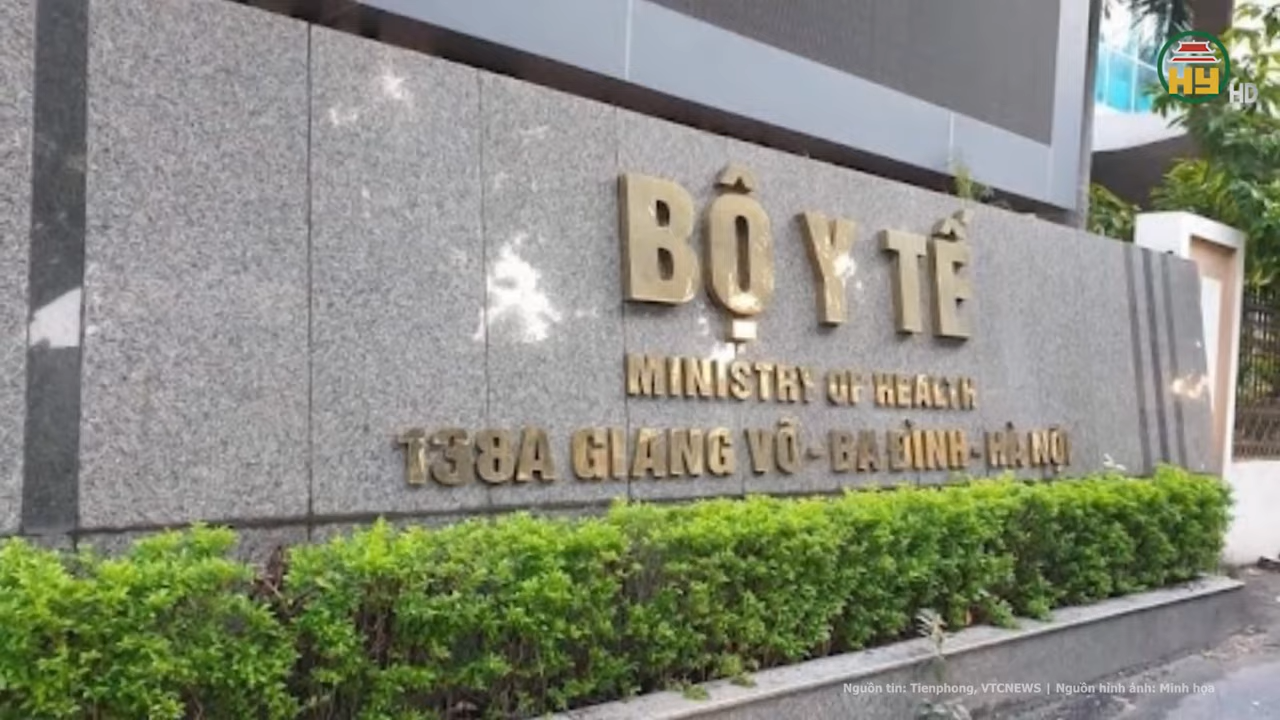 HY
HD
BỘ Y TẾ
MINISTRY OF HEALTH
138A GIANG VÕ - BA ĐÌNH - HÀ NỘI
Nguồn tin: Tienphong, VTCNEWS | Nguồn hình ảnh: Minh họa